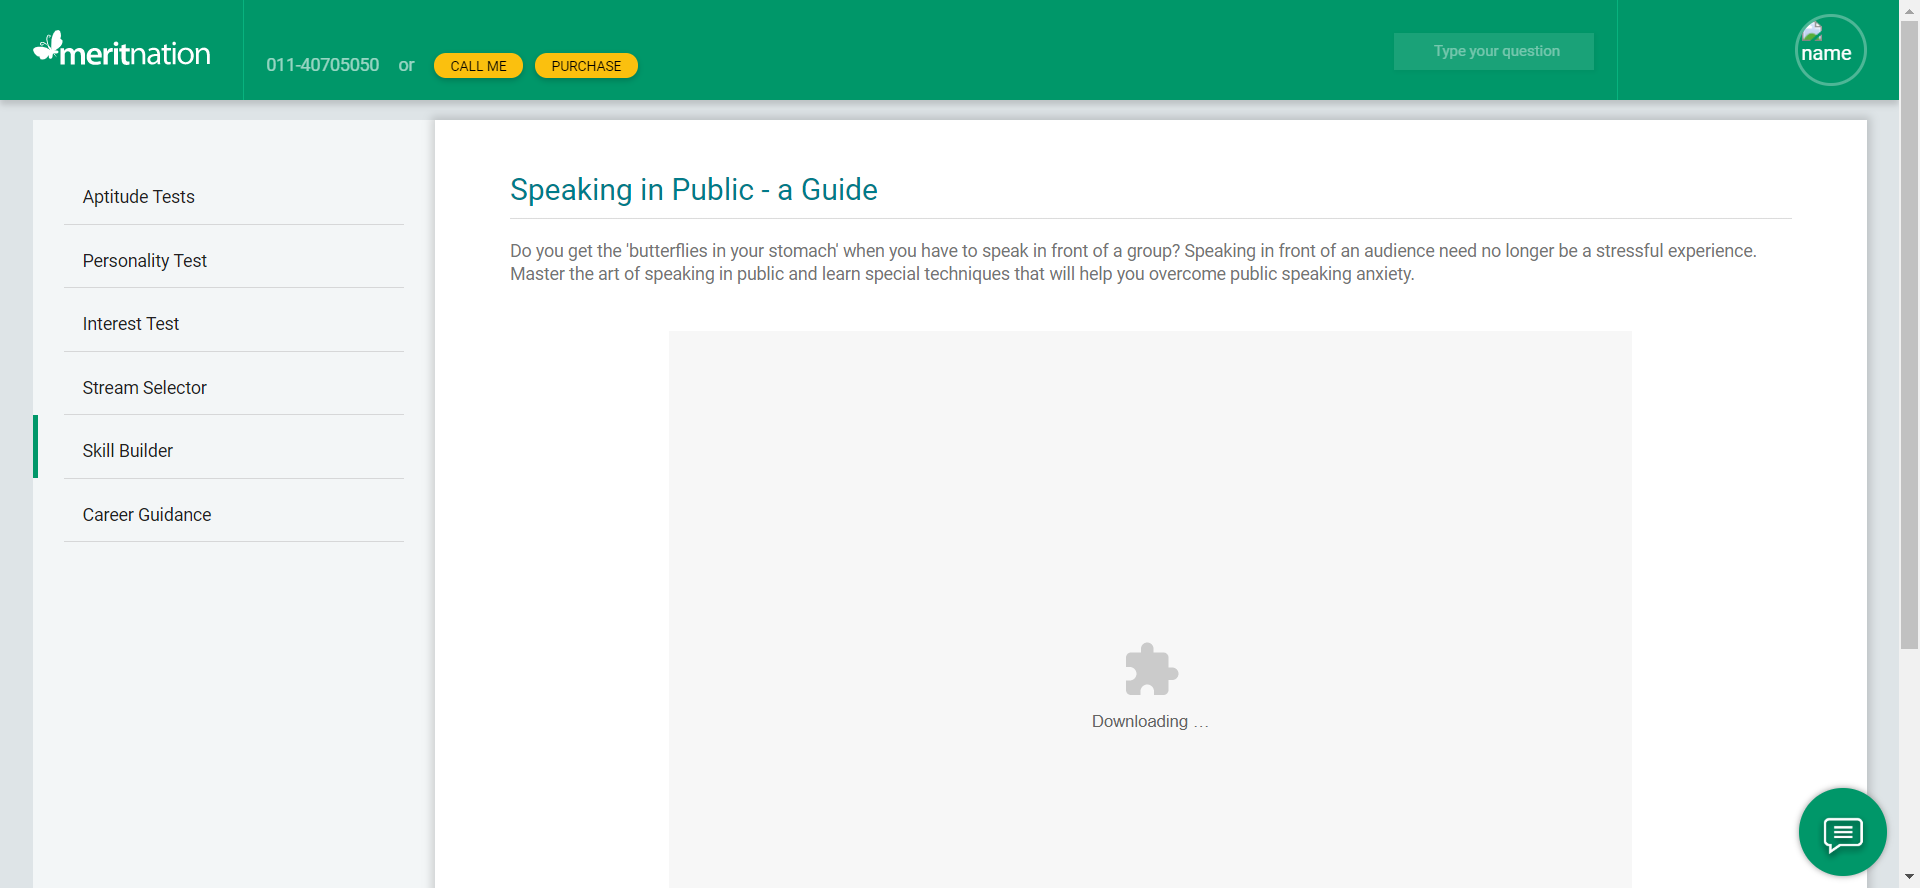 meritnation
011-40705050 or CALL ME PURCHASE
Type your question
name
Aptitude Tests
Personality Test
Interest Test
Stream Selector
Skill Builder
Career Guidance
Speaking in Public - a Guide
Do you get the 'butterflies in your stomach' when you have to speak in front of a group? Speaking in front of an audience need no longer be a stressful experience.
Master the art of speaking in public and learn special techniques that will help you overcome public speaking anxiety.
Downloading ...